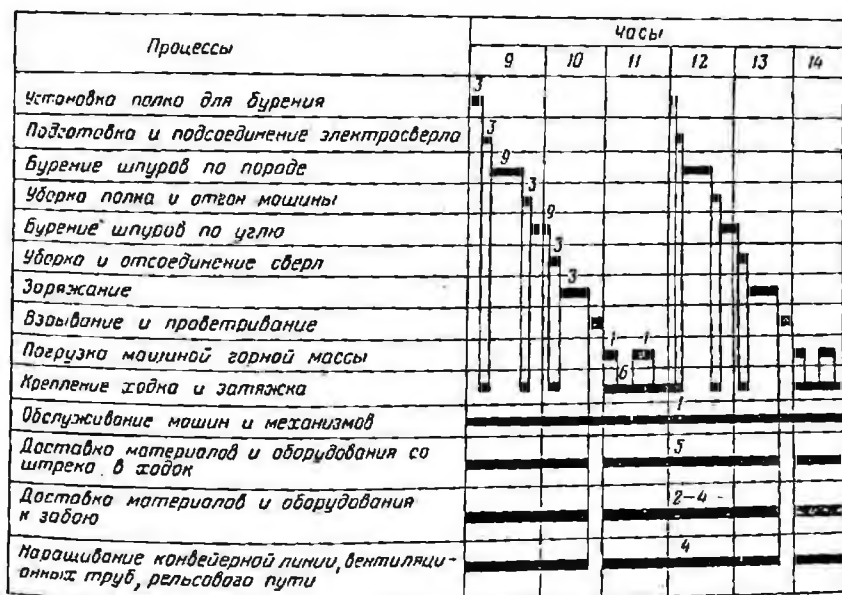 Процессы
Часы
9 10 11 12 13 14
Установка полка для бурения
3
Подготовка и подсоединение электросверла
3
Бурение шпуров по породе
9
Уборка полка и отгон машины
3
Бурение шпуров по углю
9
Уборка и отсоединение сверл
3
Заряжание
3
Взрывание и проветривание
Погрузка машиной горной массы
1 1
Крепление ходка и затяжка
6
Обслуживание машин и механизмов
1
Доставка материалов и оборудования со
штрека в ходок
5
Доставка материалов и оборудования
к забою
2-4
Наращивание конвейерной линии, вентиляци-
онных труб, рельсового пути
4